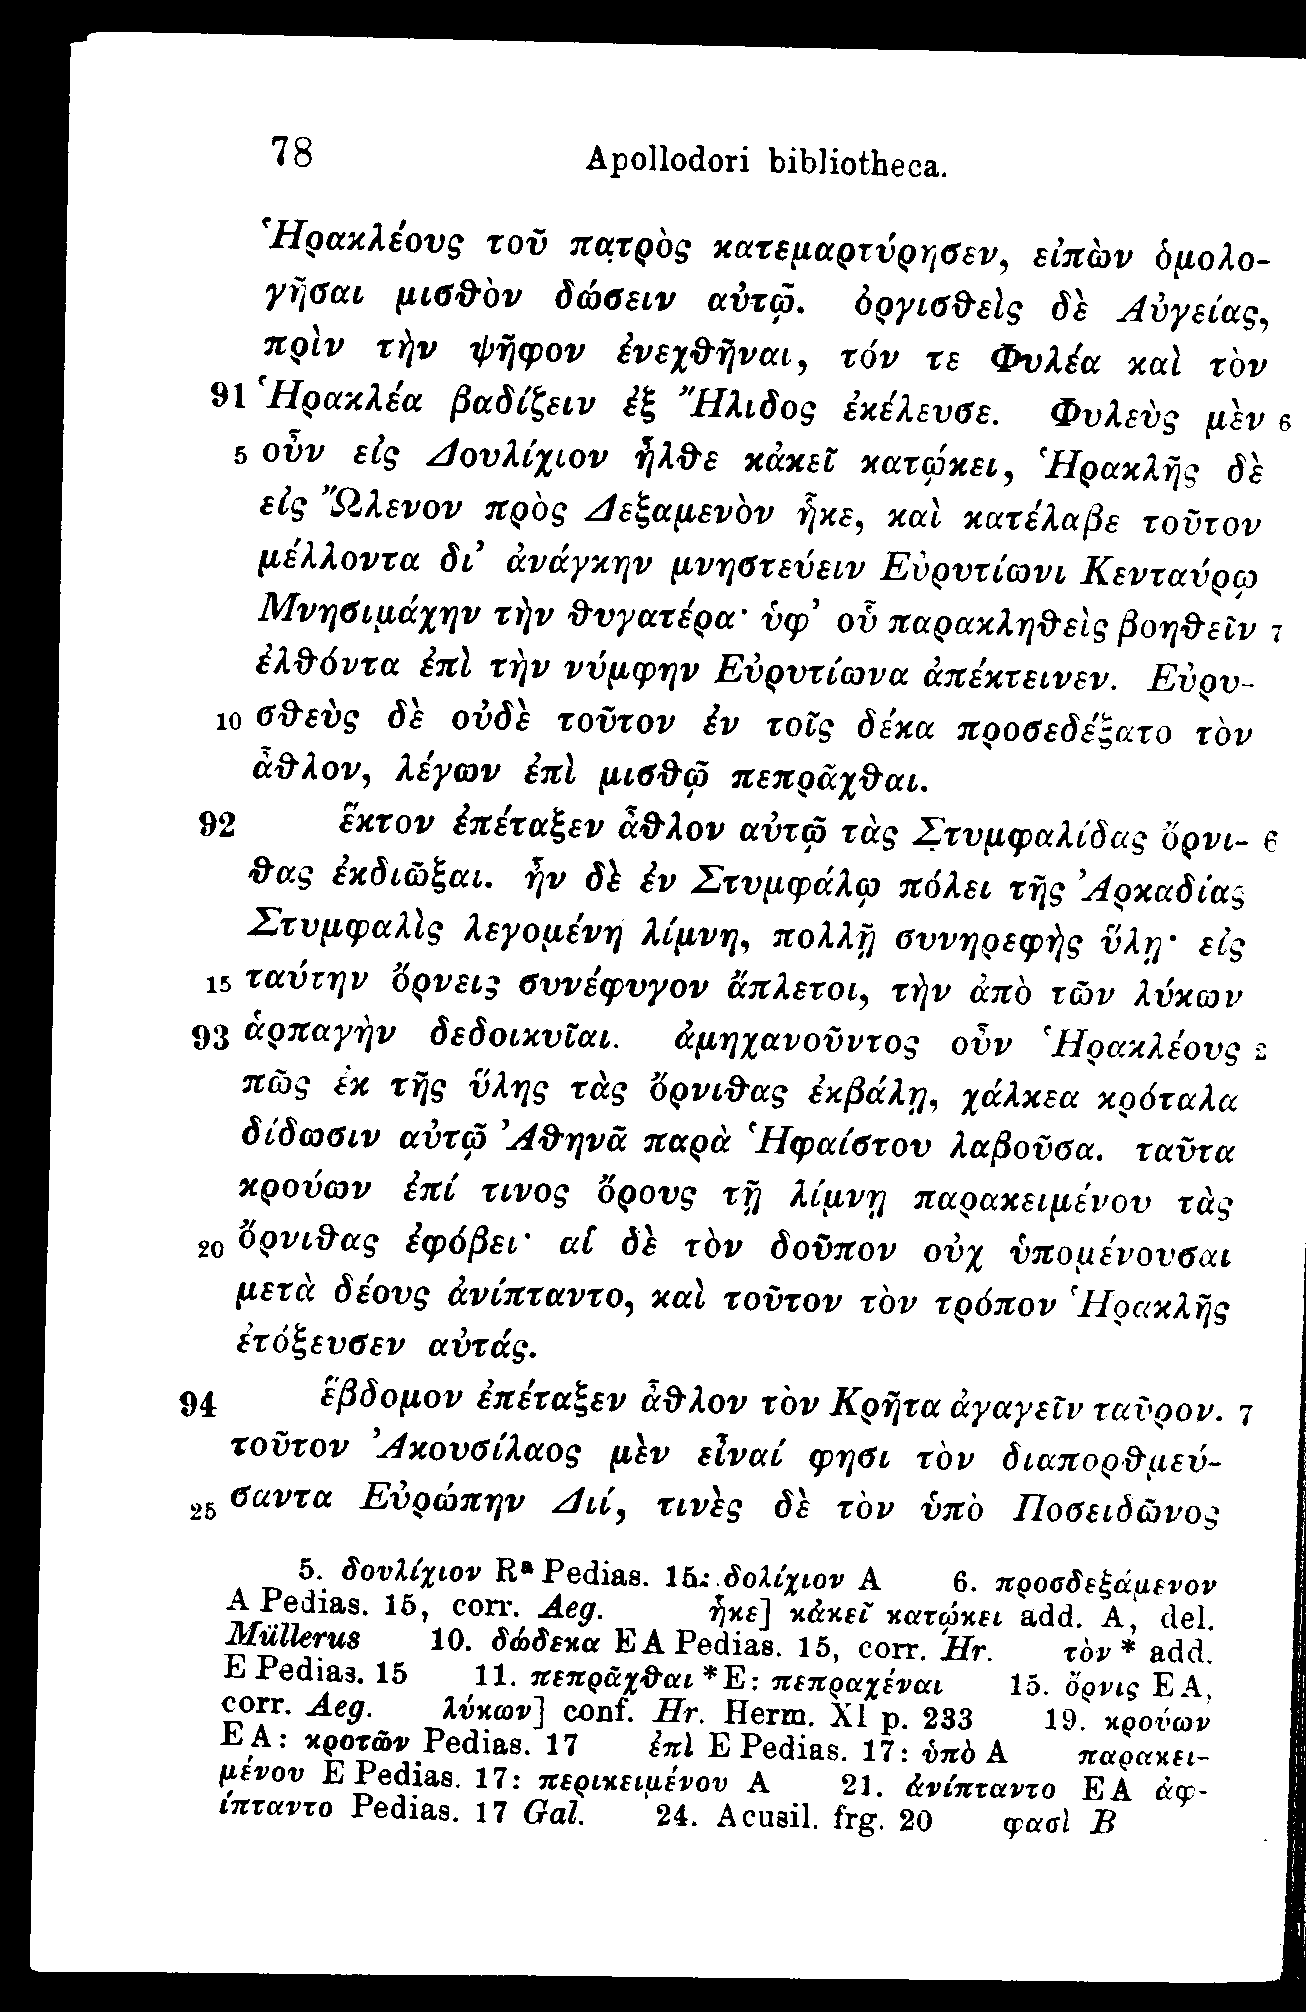 78 Apollodori bibliotheca.
Ἡρακλέους τοῦ πατρὸς κατεμαρτύρησεν, εἰπὼν ὁμολο-
γῆσαι μισθὸν δώσειν αὐτῷ. ὀργισθεὶς δὲ Αὐγείας,
πρὶν τὴν ψῆφον ἐνεχθῆναι, τόν τε Φυλέα καὶ τὸν
91 Ἡρακλέα βαδίζειν ἐξ Ἤλιδος ἐκέλευσε. Φυλεὺς μὲν 6
5 οὖν εἰς Δουλίχιον ἦλθε κἀκεῖ κατῴκει, Ἡρακλῆς δὲ
εἰς Ὤλενον πρὸς Δεξαμενὸν ἧκε, καὶ κατέλαβε τοῦτον
μέλλοντα δι’ ἀνάγκην μνηστεύειν Εὐρυτίωνι Κενταύρῳ
Μνησιμάχην τὴν θυγατέρα· ὑφ’ οὗ παρακληθεὶς βοηθεῖν 7
ἐλθόντα ἐπὶ τὴν νύμφην Εὐρυτίωνα ἀπέκτεινεν. Εὐρυ-
10 σθεὺς δὲ οὐδὲ τοῦτον ἐν τοῖς δέκα προσεδέξατο τὸν
ἆθλον, λέγων ἐπὶ μισθῷ πεπρᾶχθαι.
92 ἕκτον ἐπέταξεν ἆθλον αὐτῷ τὰς Στυμφαλίδας ὄρνι- 6
θας ἐκδιῶξαι. ἦν δὲ ἐν Στυμφάλῳ πόλει τῆς Ἀρκαδίας
Στυμφαλὶς λεγομένη λίμνη, πολλῇ συνηρεφὴς ὕλῃ· εἰς
15 ταύτην ὄρνεις συνέφυγον ἄπλετοι, τὴν ἀπὸ τῶν λύκων
93 ἁρπαγὴν δεδοικυῖαι. ἀμηχανοῦντος οὖν Ἡρακλέους 2
πῶς ἐκ τῆς ὕλης τὰς ὄρνιθας ἐκβάλῃ, χάλκεα κρόταλα
δίδωσιν αὐτῷ Ἀθηνᾶ παρὰ Ἡφαίστου λαβοῦσα. ταῦτα
κρούων ἐπί τινος ὄρους τῇ λίμνῃ παρακειμένου τὰς
20 ὄρνιθας ἐφόβει· αἱ δὲ τὸν δοῦπον οὐχ ὑπομένουσαι
μετὰ δέους ἀνίπταντο, καὶ τοῦτον τὸν τρόπον Ἡρακλῆς
ἐτόξευσεν αὐτάς.
94 ἕβδομον ἐπέταξεν ἆθλον τὸν Κρῆτα ἀγαγεῖν ταῦρον. 7
τοῦτον Ἀκουσίλαος μὲν εἶναί φησι τὸν διαπορθμεύ-
25 σαντα Εὐρώπην Διί, τινὲς δὲ τὸν ὑπὸ Ποσειδῶνος
5. δουλίχιον Rᵃ Pedias. 15: δολίχιον A 6. προσδεξάμενον
A Pedias. 15, corr. Aeg. ἧκε] κἀκεῖ κατῴκει add. A, del.
Müllerus 10. δώδεκα E A Pedias. 15, corr. Hr. τὸν * add.
E Pedias. 15 11. πεπρᾶχθαι * E: πεπραχέναι 15. ὄρνις E A,
corr. Aeg. λύκων] conf. Hr. Herm. XI p. 233 19. κρούων
E A: κροτῶν Pedias. 17 ἐπὶ E Pedias. 17: ὑπὸ A παρακει-
μένου E Pedias. 17: περικειμένου A 21. ἀνίπταντο E A ἀφ-
ίπταντο Pedias. 17 Gal. 24. Acusil. frg. 20 φασὶ B